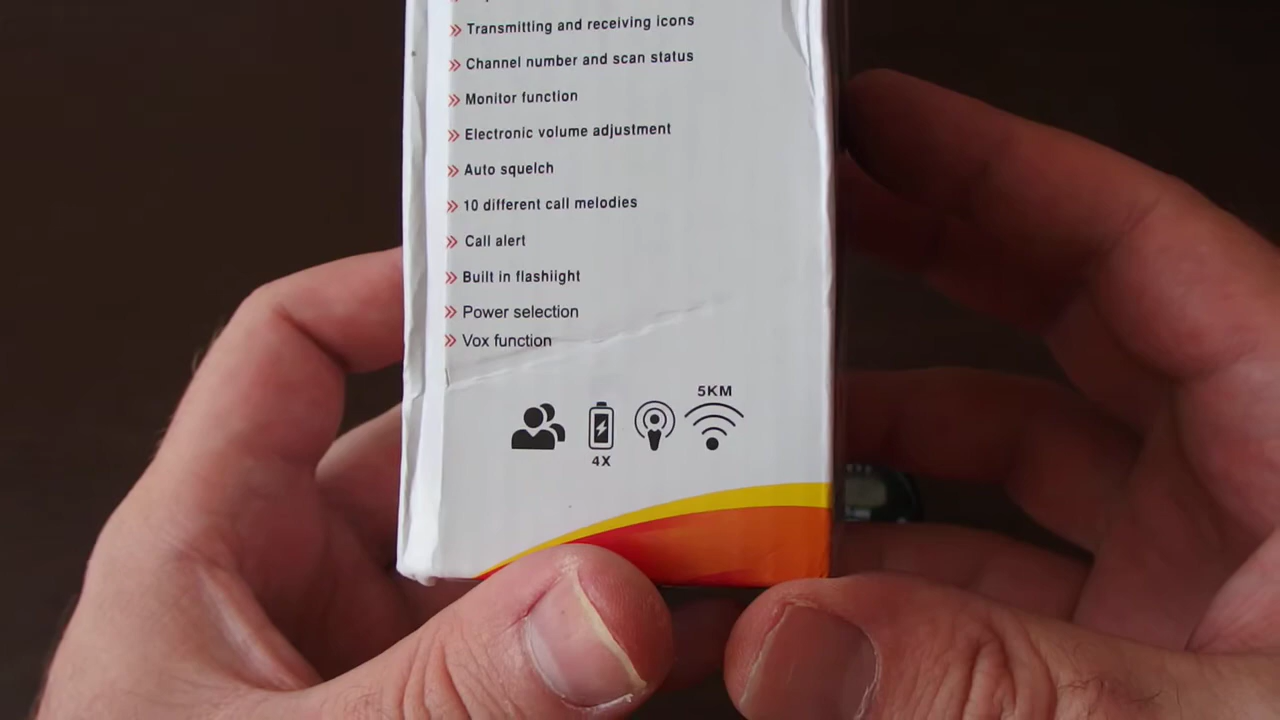 » Transmitting and receiving icons
» Channel number and scan status
» Monitor function
» Electronic volume adjustment
» Auto squelch
» 10 different call melodies
» Call alert
» Built in flashiight
» Power selection
» Vox function
5KM
4X